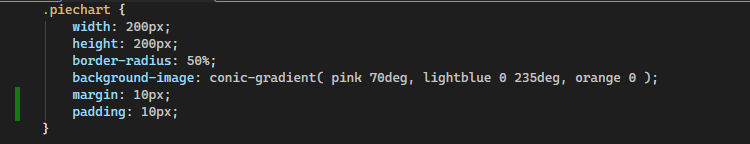 .piechart {
width: 200px;
height: 200px;
border-radius: 50%;
background-image: conic-gradient( pink 70deg, lightblue 0 235deg, orange 0 );
margin: 10px;
padding: 10px;
}